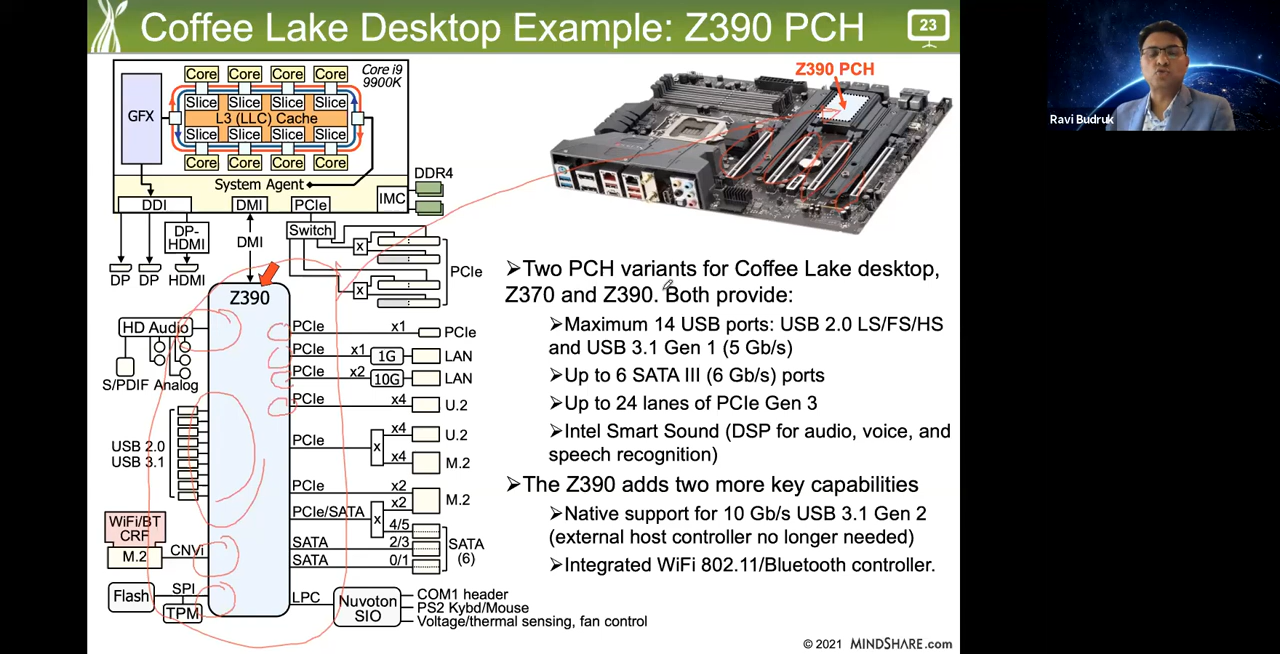 Coffee Lake Desktop Example: Z390 PCH
23
Core i9
9900K
Core Core Core Core
Slice Slice Slice Slice
GFX
L3 (LLC) Cache
Slice Slice Slice Slice
Core Core Core Core
System Agent
DDR4
IMC
DDI DMI PCIe
DP-
HDMI
DMI
Switch
x
PCIe
x
DP DP HDMI
Z390
HD Audio
S/PDIF Analog
USB 2.0
USB 3.1
WiFi/BT
CRF
M.2
CNVi
Flash
SPI
TPM
PCIe x1 PCIe
PCIe x1 1G LAN
PCIe x2 10G LAN
PCIe x4 U.2
x4 U.2
PCIe x
x4 M.2
PCIe x2
M.2
PCIe/SATA x2
x
4/5
SATA 2/3 SATA
(6)
SATA 0/1
LPC
Nuvoton
SIO
COM1 header
PS2 Kybd/Mouse
Voltage/thermal sensing, fan control
Z390 PCH
➢Two PCH variants for Coffee Lake desktop,
Z370 and Z390. Both provide:
➢Maximum 14 USB ports: USB 2.0 LS/FS/HS
and USB 3.1 Gen 1 (5 Gb/s)
➢Up to 6 SATA III (6 Gb/s) ports
➢Up to 24 lanes of PCIe Gen 3
➢Intel Smart Sound (DSP for audio, voice, and
speech recognition)
➢The Z390 adds two more key capabilities
➢Native support for 10 Gb/s USB 3.1 Gen 2
(external host controller no longer needed)
➢Integrated WiFi 802.11/Bluetooth controller.
© 2021 MINDSHARE.com
Ravi Budruk